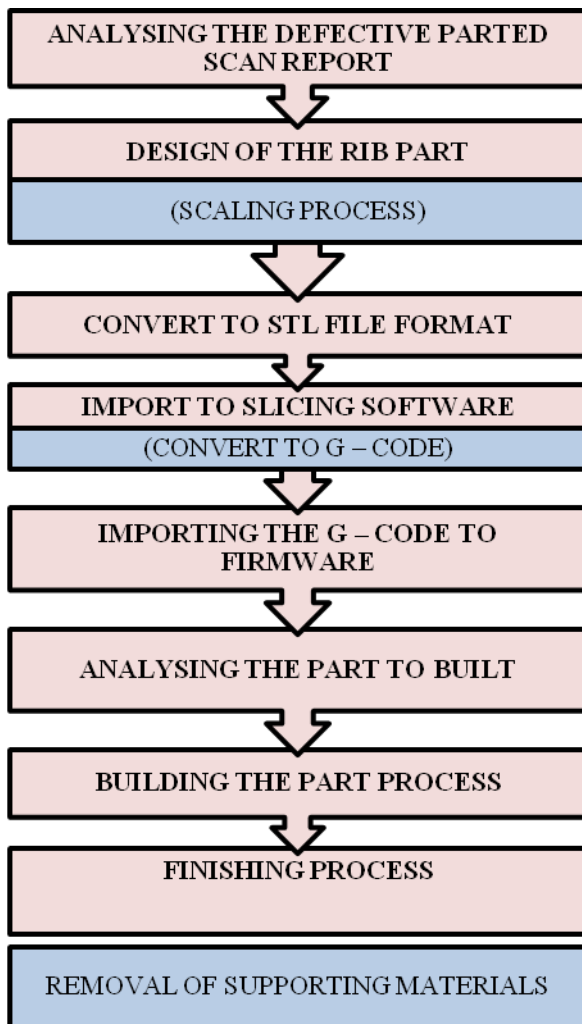 ANALYSING THE DEFECTIVE PARTED
SCAN REPORT
DESIGN OF THE RIB PART
(SCALING PROCESS)
CONVERT TO STL FILE FORMAT
IMPORT TO SLICING SOFTWARE
(CONVERT TO G – CODE)
IMPORTING THE G – CODE TO
FIRMWARE
ANALYSING THE PART TO BUILT
BUILDING THE PART PROCESS
FINISHING PROCESS
REMOVAL OF SUPPORTING MATERIALS